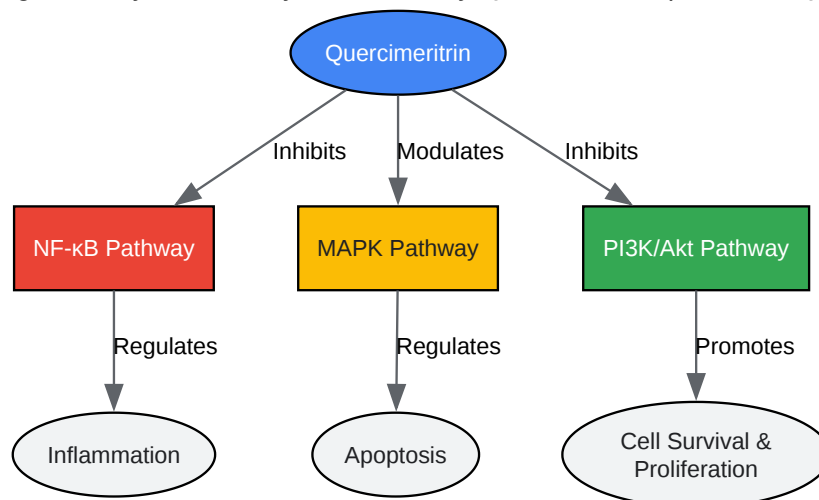 Quercimeritrin
Inhibits
Modulates
Inhibits
NF-κB Pathway
MAPK Pathway
PI3K/Akt Pathway
Regulates
Regulates
Promotes
Inflammation
Apoptosis
Cell Survival &
Proliferation